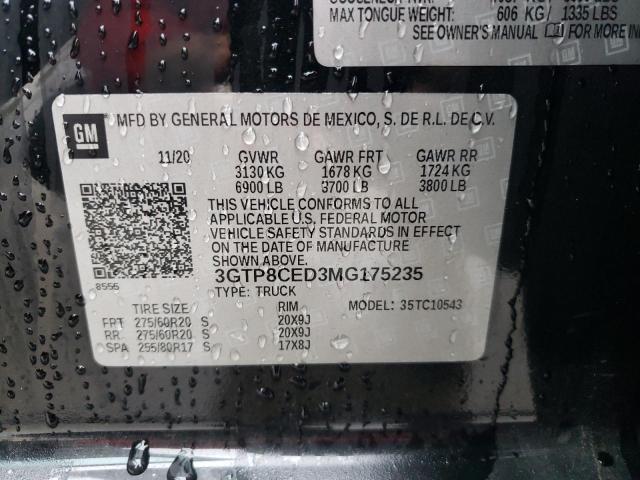 MAX TONGUE WEIGHT: 606 KG/ 1335 LBS
SEE OWNER'S MANUAL FOR MORE
GM
MFD BY GENERAL MOTORS DE MEXICO, S. DE R.L. DE C.V.
11/20 GVWR GAWR FRT GAWR RR
3130 KG 1678 KG 1724 KG
6900 LB 3700 LB 3800 LB
THIS VEHICLE CONFORMS TO ALL
APPLICABLE U.S. FEDERAL MOTOR
VEHICLE SAFETY STANDARDS IN EFFECT
ON THE DATE OF MANUFACTURE
SHOWN ABOVE.
8555 3GTP8CED3MG175235
TYPE: TRUCK MODEL: 35TC10543
TIRE SIZE RIM
FRT 275/60R20 S 20X9J
RR 275/60R20 S 20X9J
SPA 255/80R17 S 17X8J